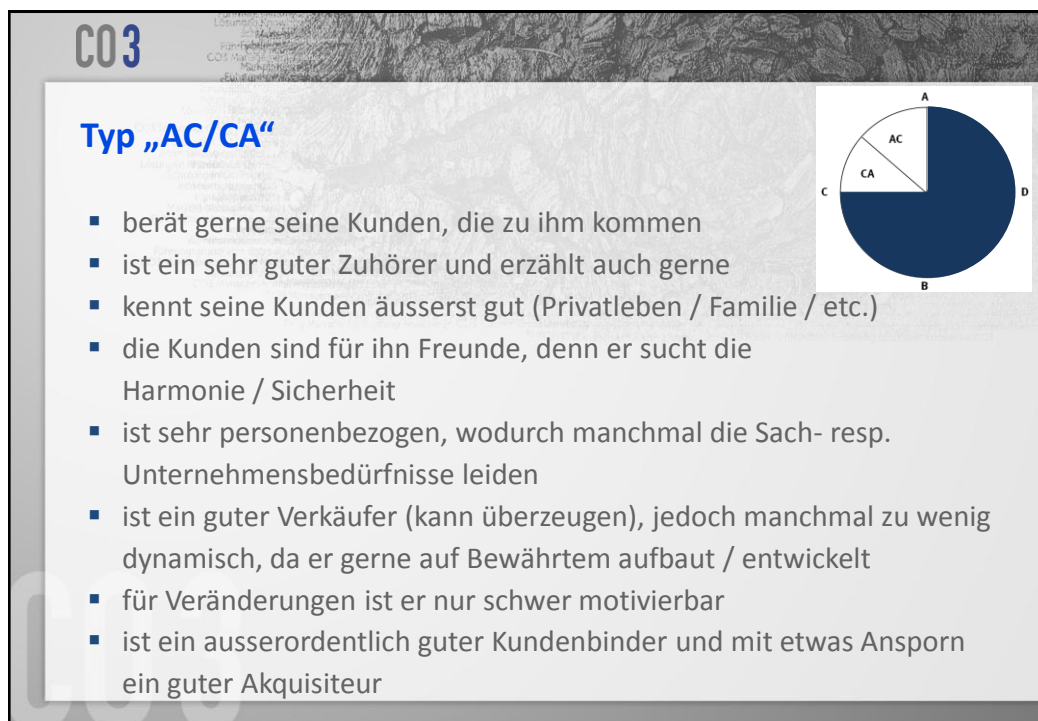 CO3
Typ „AC/CA“
A
AC
CA
C
D
B
▪ berät gerne seine Kunden, die zu ihm kommen
▪ ist ein sehr guter Zuhörer und erzählt auch gerne
▪ kennt seine Kunden äusserst gut (Privatleben / Familie / etc.)
▪ die Kunden sind für ihn Freunde, denn er sucht die
Harmonie / Sicherheit
▪ ist sehr personenbezogen, wodurch manchmal die Sach- resp.
Unternehmensbedürfnisse leiden
▪ ist ein guter Verkäufer (kann überzeugen), jedoch manchmal zu wenig
dynamisch, da er gerne auf Bewährtem aufbaut / entwickelt
▪ für Veränderungen ist er nur schwer motivierbar
▪ ist ein ausserordentlich guter Kundenbinder und mit etwas Ansporn
ein guter Akquisiteur
CO3